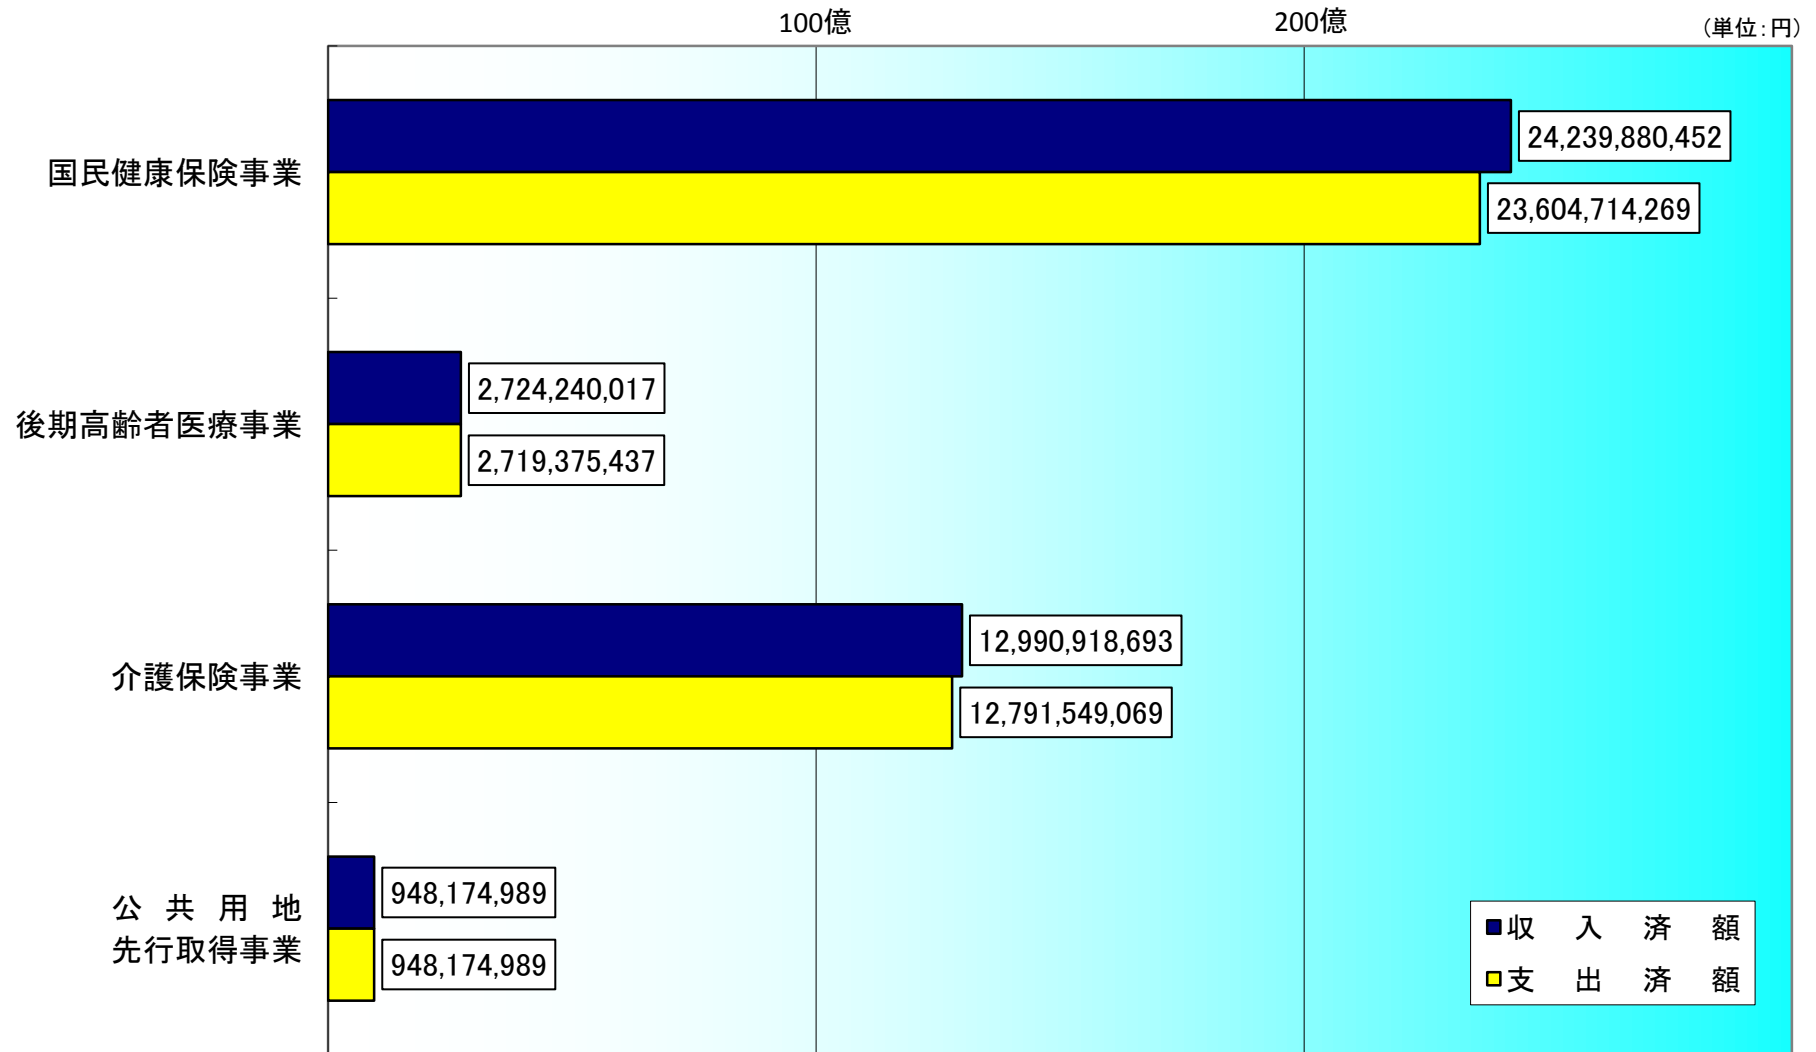 100億
200億
(単位:円)
国民健康保険事業
24,239,880,452
23,604,714,269
後期高齢者医療事業
2,724,240,017
2,719,375,437
介護保険事業
12,990,918,693
12,791,549,069
公共用地
先行取得事業
948,174,989
948,174,989
収入済額
支出済額